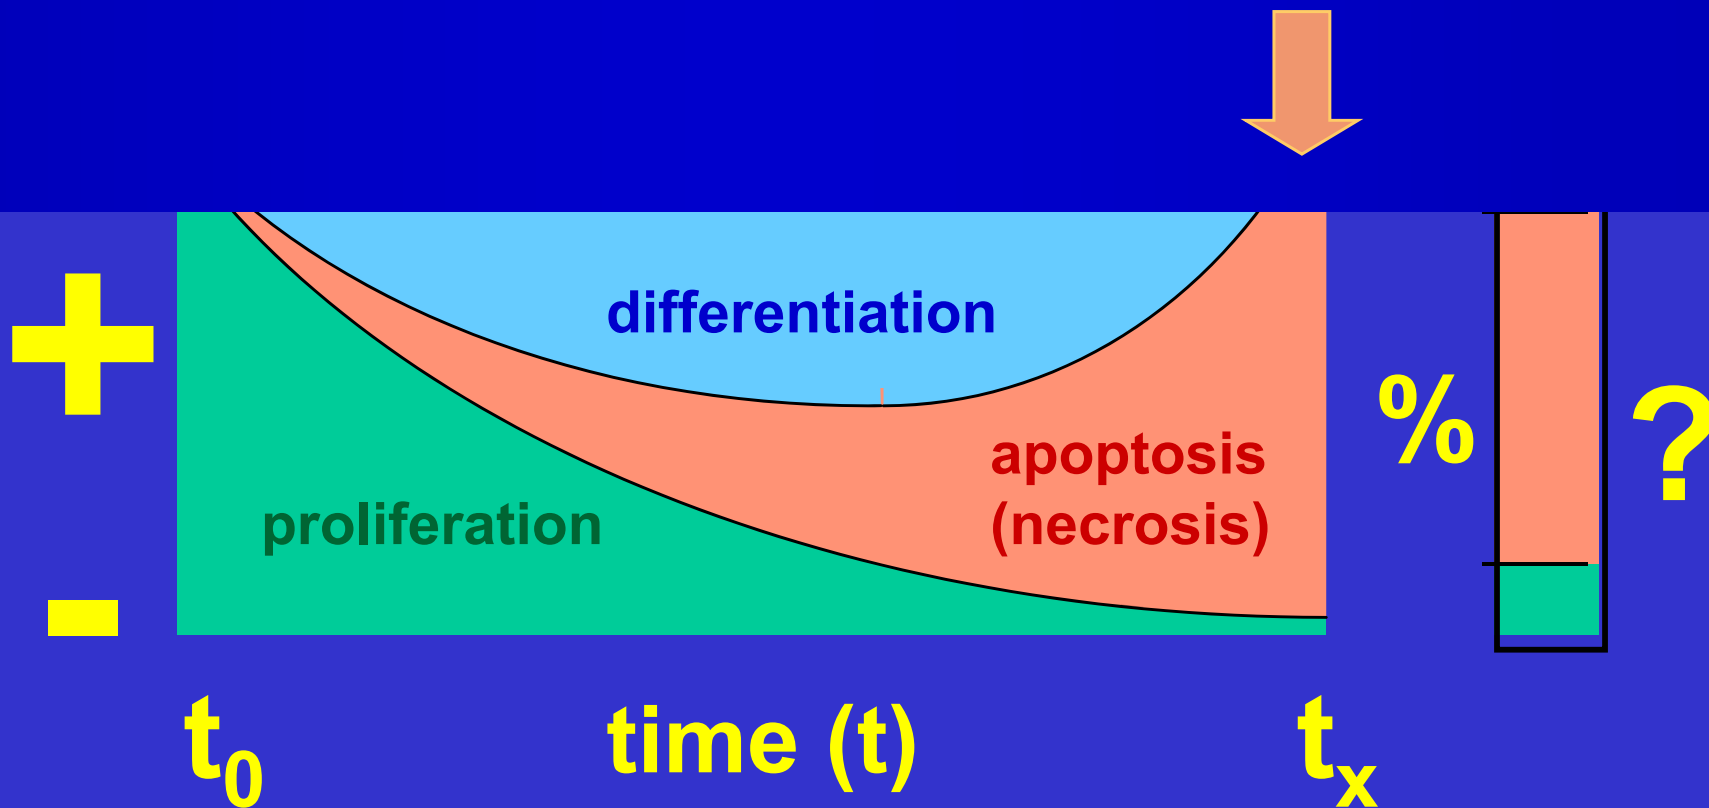 +
differentiation
%
?
apoptosis
(necrosis)
proliferation
-
t0
time (t)
tx